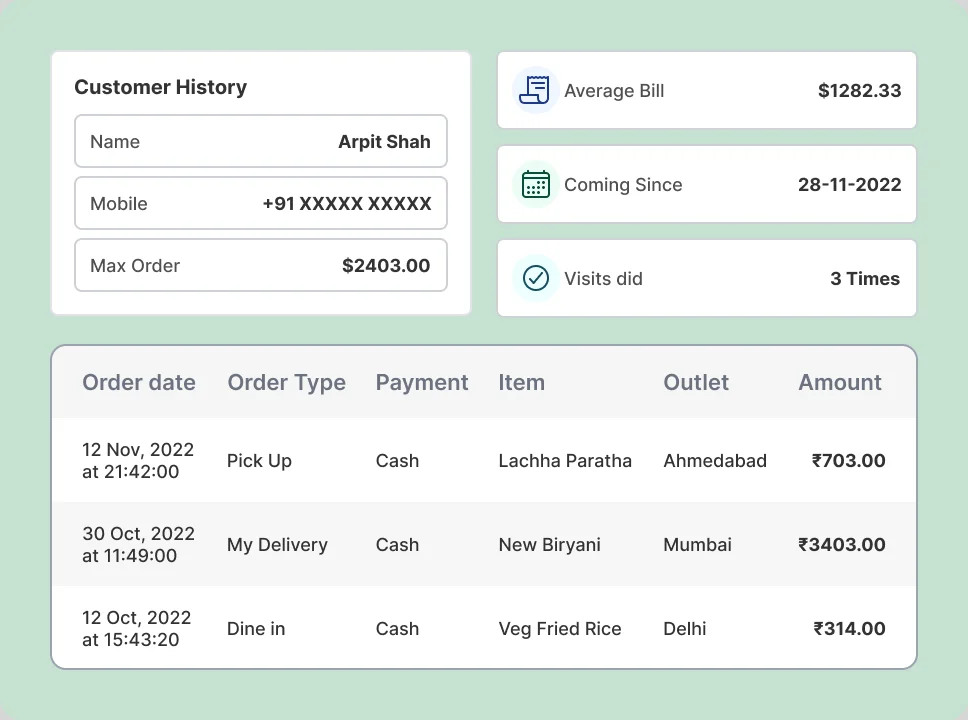 Customer History
Name Arpit Shah
Mobile +91 XXXXX XXXXX
Max Order $2403.00
Average Bill $1282.33
Coming Since 28-11-2022
Visits did 3 Times
Order date Order Type Payment Item Outlet Amount
12 Nov, 2022
at 21:42:00 Pick Up Cash Lachha Paratha Ahmedabad ₹703.00
30 Oct, 2022
at 11:49:00 My Delivery Cash New Biryani Mumbai ₹3403.00
12 Oct, 2022
at 15:43:20 Dine in Cash Veg Fried Rice Delhi ₹314.00